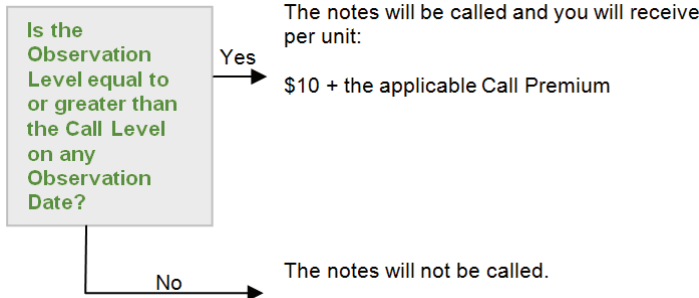 Is the
Observation
Level equal to
or greater than
the Call Level
on any
Observation
Date?
Yes
The notes will be called and you will receive
per unit:
$10 + the applicable Call Premium
No
The notes will not be called.